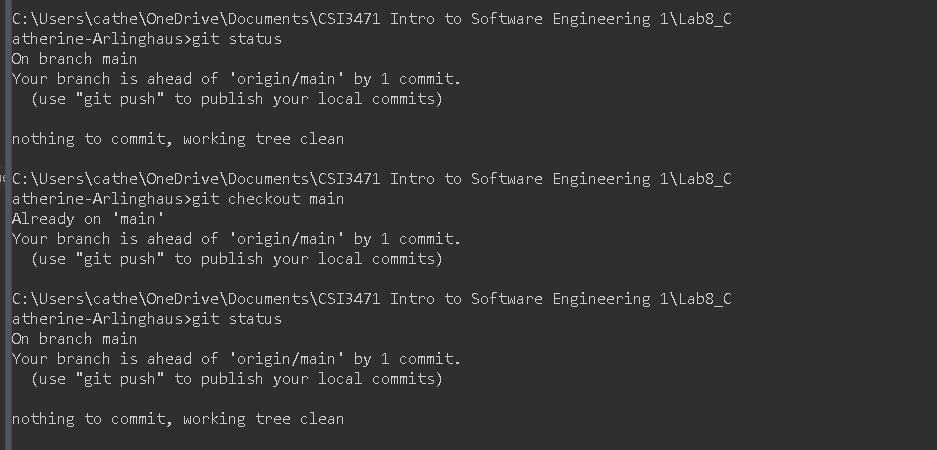 C:\Users\cathe\OneDrive\Documents\CSI3471 Intro to Software Engineering 1\Lab8_C
atherine-Arlinghaus>git status
On branch main
Your branch is ahead of 'origin/main' by 1 commit.
  (use "git push" to publish your local commits)

nothing to commit, working tree clean

C:\Users\cathe\OneDrive\Documents\CSI3471 Intro to Software Engineering 1\Lab8_C
atherine-Arlinghaus>git checkout main
Already on 'main'
Your branch is ahead of 'origin/main' by 1 commit.
  (use "git push" to publish your local commits)

C:\Users\cathe\OneDrive\Documents\CSI3471 Intro to Software Engineering 1\Lab8_C
atherine-Arlinghaus>git status
On branch main
Your branch is ahead of 'origin/main' by 1 commit.
  (use "git push" to publish your local commits)

nothing to commit, working tree clean